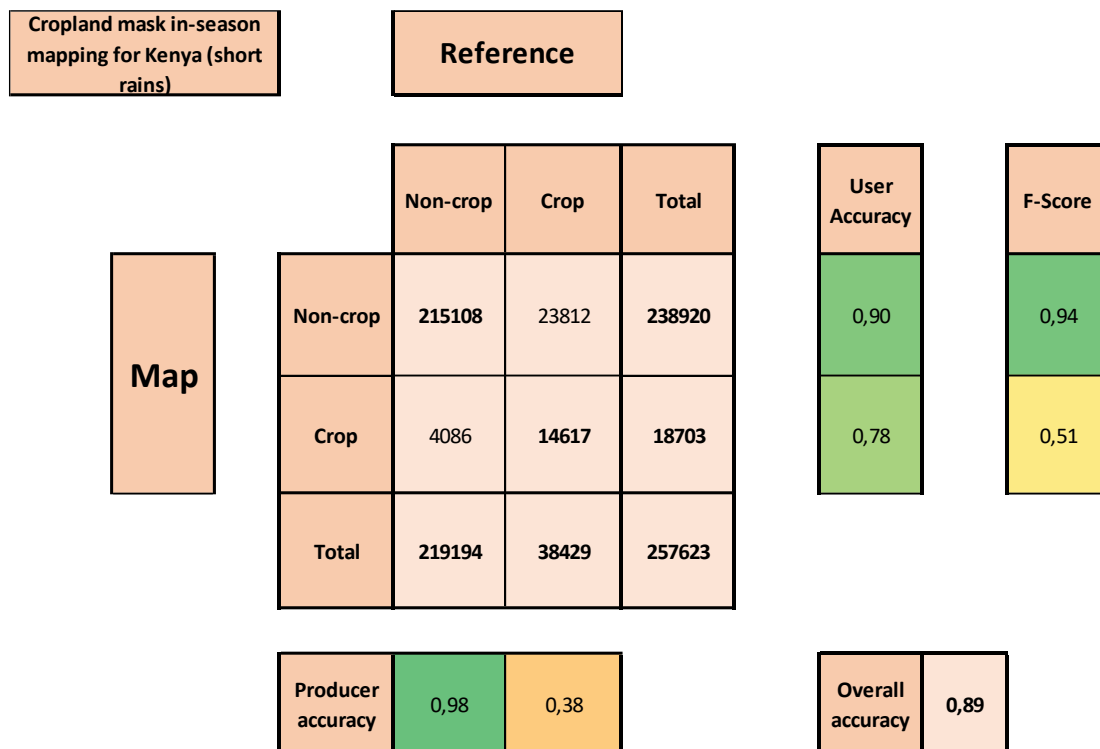 Cropland mask in-season
mapping for Kenya (short
rains)
Reference
Non-crop Crop Total
User
Accuracy
F-Score
Map
Non-crop 215108 23812 238920 0,90 0,94
Crop 4086 14617 18703 0,78 0,51
Total 219194 38429 257623
Producer
accuracy
0,98 0,38
Overall
accuracy
0,89